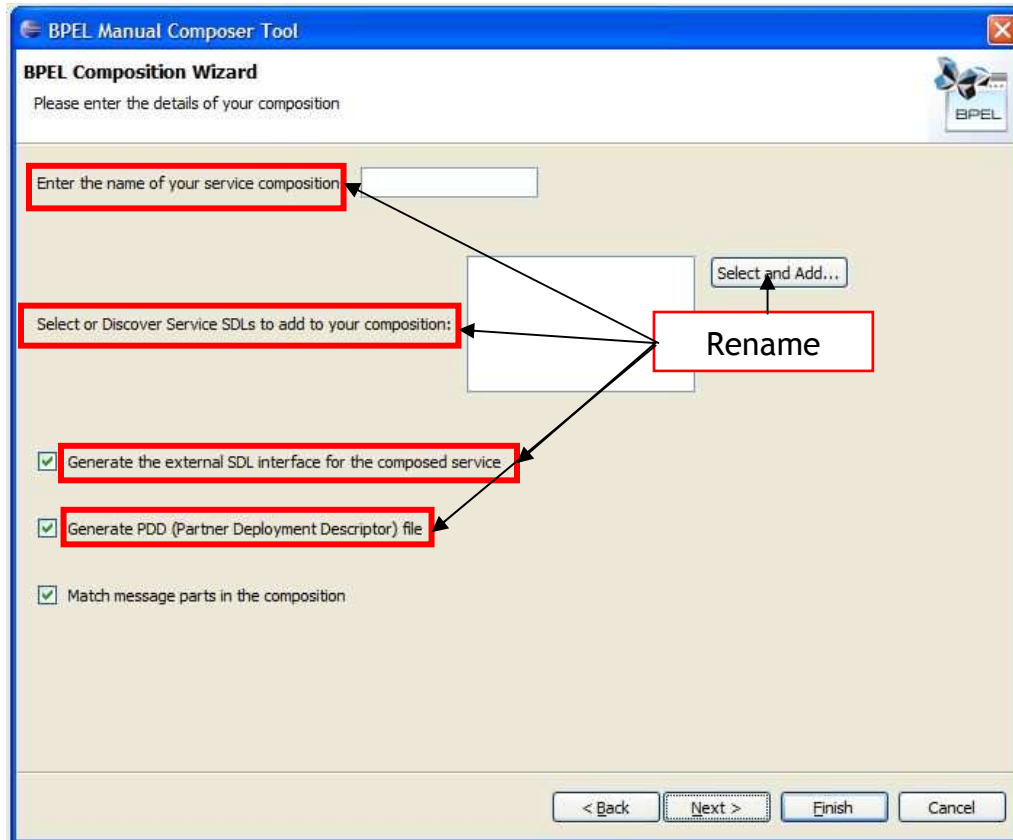 BPEL Manual Composer Tool
BPEL Composition Wizard
Please enter the details of your composition
BPEL
Enter the name of your service composition
Select and Add...
Select or Discover Service SDLs to add to your composition:
Rename
Generate the external SDL interface for the composed service
Generate PDD (Partner Deployment Descriptor) file
Match message parts in the composition
< Back
Next >
Finish
Cancel